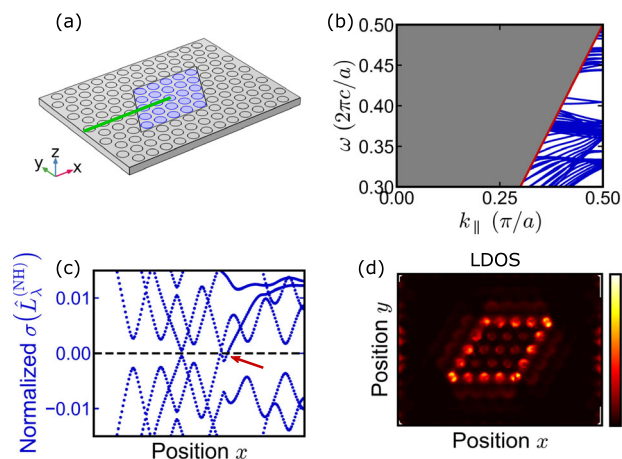 (a)
z
y
x
(b)
0.50
0.45
0.40
0.35
0.30
0.00
0.25
0.50
ω (2πc/a)
k∥ (π/a)
(c)
0.01
0.00
−0.01
Normalized σ(L̂λ^(NH))
Position x
LDOS
(d)
Position y
Position x